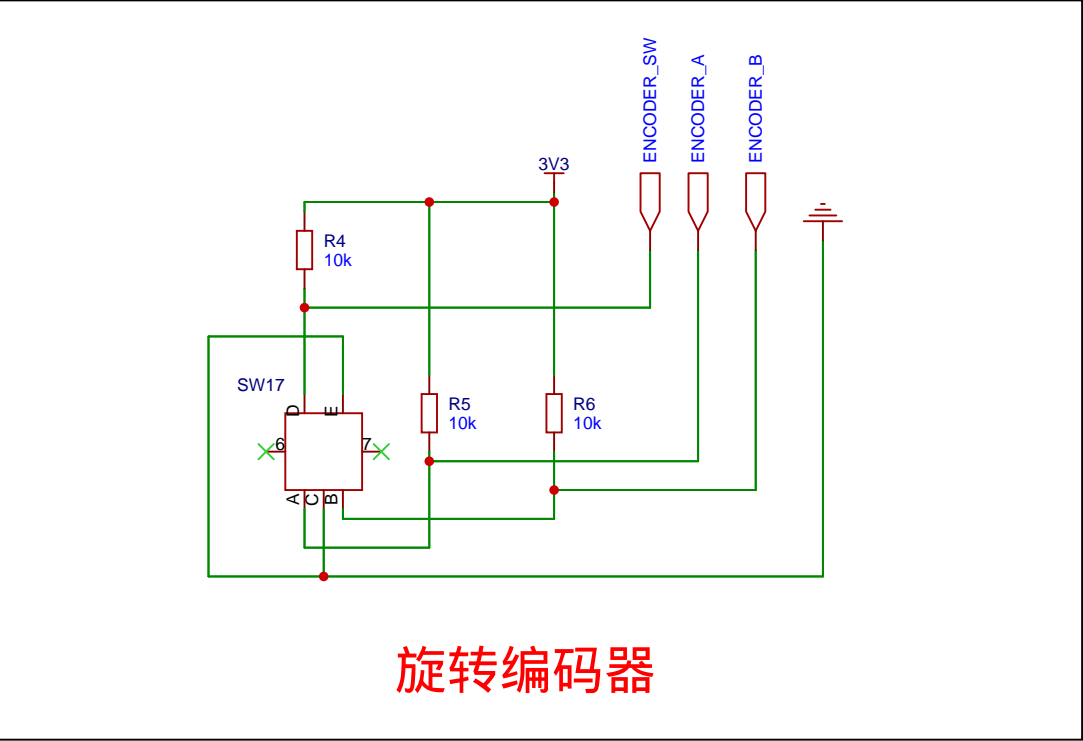 ENCODER_SW
ENCODER_A
ENCODER_B
3V3
R4
10k
SW17
D
E
R5
10k
R6
10k
6
7
A
C
B
旋转编码器